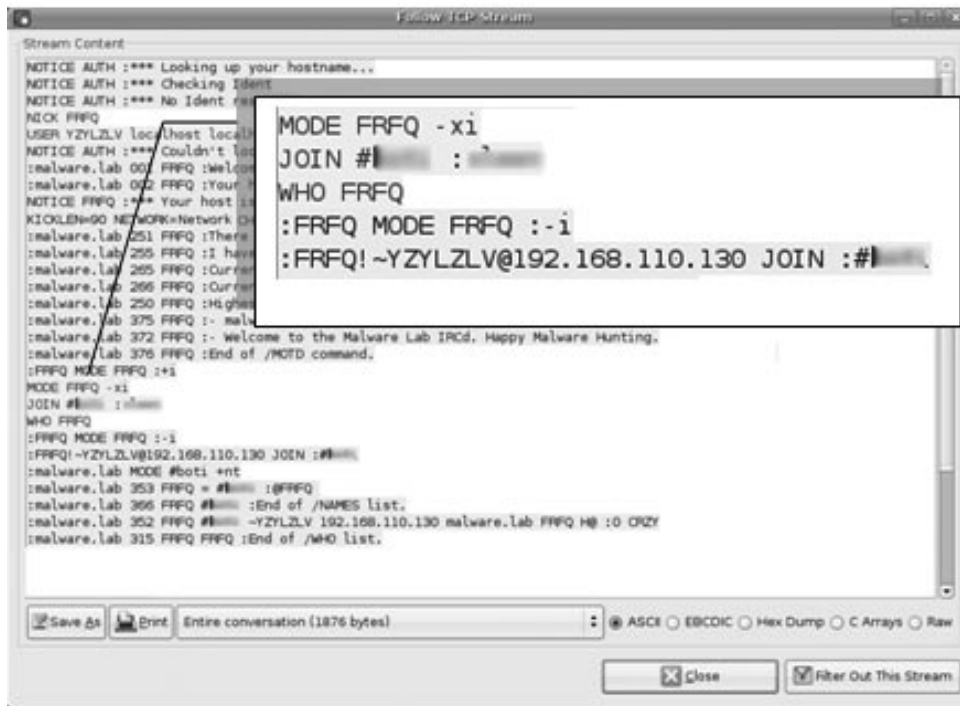 Follow TCP Stream
Stream Content
NOTICE AUTH :*** Looking up your hostname...
NOTICE AUTH :*** Checking Ident
NOTICE AUTH :*** No Ident
NICK FRFQ
USER YZYLZLV localhost
NOTICE AUTH :*** Couldn't
:malware.lab 001 FRFQ
:malware.lab 002 FRFQ :Your
NOTICE FRFQ :*** Your host is
KICKLEN=90 NETWORK=Network
:malware.lab 251 FRFQ :There
:malware.lab 255 FRFQ :I have
:malware.lab 265 FRFQ
:malware.lab 266 FRFQ
:malware.lab 250 FRFQ
:malware.lab 375 FRFQ :-
:malware.lab 372 FRFQ :- Welcome to the Malware Lab IRCd. Happy Malware Hunting.
:malware.lab 376 FRFQ :End of /MOTD command.
:FRFQ MODE FRFQ :+i
MODE FRFQ -xi
JOIN # :
WHO FRFQ
:FRFQ MODE FRFQ :-i
:FRFQ!~YZYLZLV@192.168.110.130 JOIN :#
:malware.lab MODE #boti +nt
:malware.lab 353 FRFQ = # :@FRFQ
:malware.lab 366 FRFQ # :End of /NAMES list.
:malware.lab 352 FRFQ # ~YZYLZLV 192.168.110.130 malware.lab FRFQ H@ :0 CRZY
:malware.lab 315 FRFQ FRFQ :End of /WHO list.
MODE FRFQ -xi
JOIN # :
WHO FRFQ
:FRFQ MODE FRFQ :-i
:FRFQ!~YZYLZLV@192.168.110.130 JOIN :#
Save As Print Entire conversation (1876 bytes) ASCII EBCDIC Hex Dump C Arrays Raw
Close Filter Out This Stream